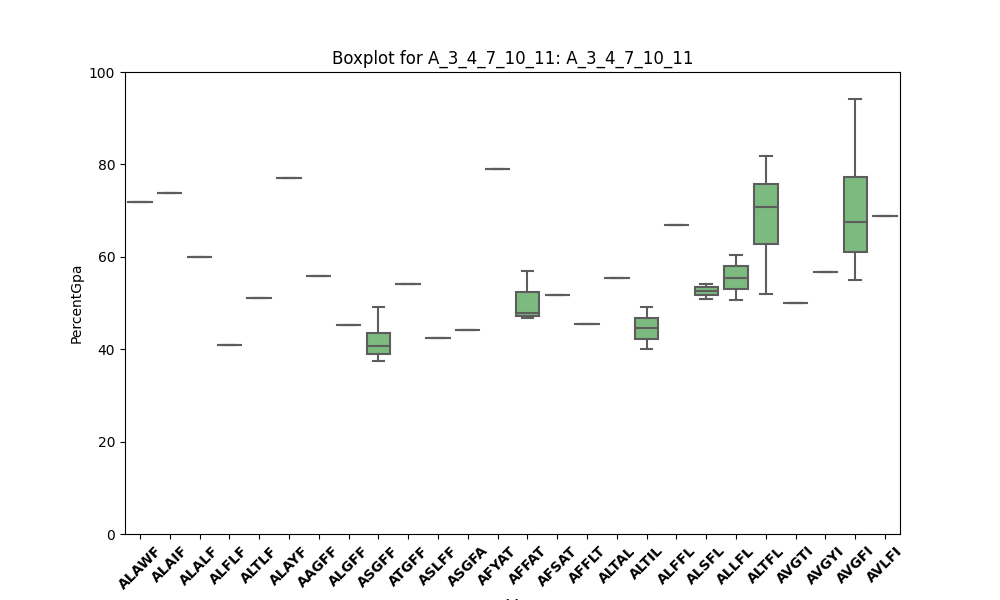 Boxplot for A_3_4_7_10_11: A_3_4_7_10_11
100
80
60
40
20
0
PercentGpa
ALAWF ALAIF ALALF ALFLF ALTLF ALAYF AAGFF ALGFF ASGFF ATGFF ASLFF ASGFA AFYAT AFFAT AFSAT AFFLT ALTAL ALTIL ALFFL ALSFL ALLFL ALTFL AVGTI AVGYI AVGFI AVLFI